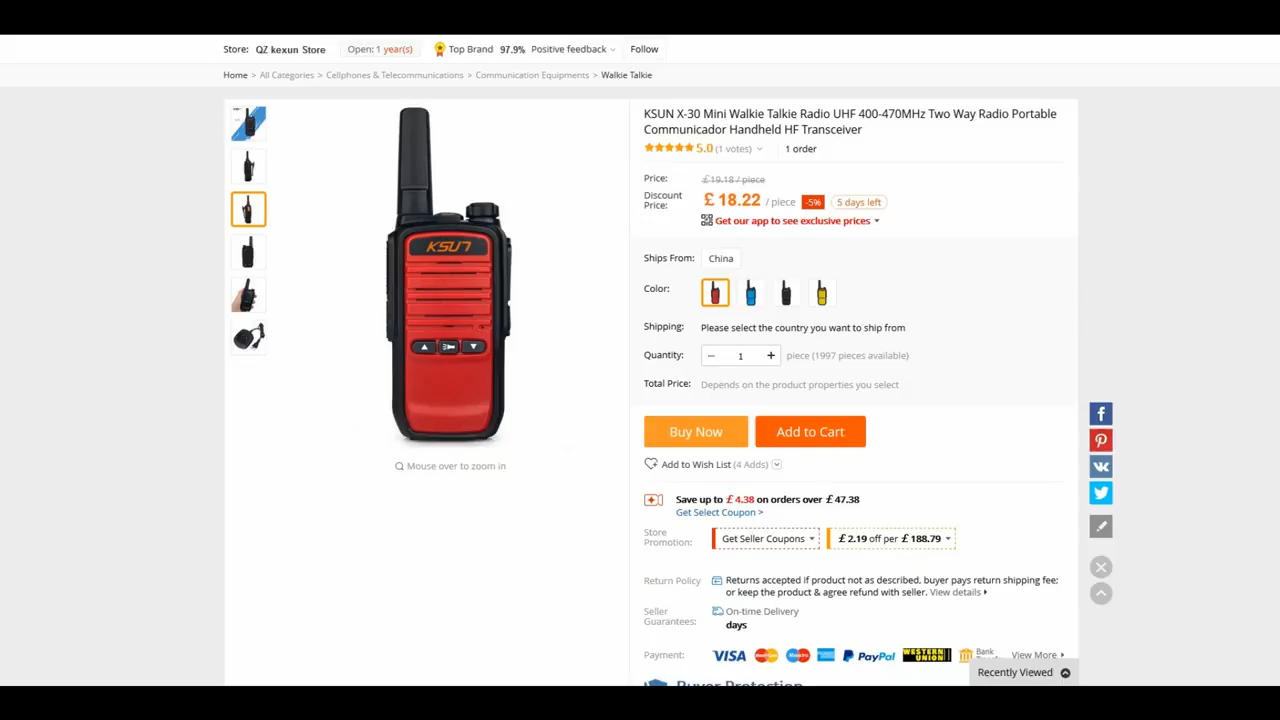 Store: QZ kexun Store Open: 1 year(s) Top Brand 97.9% Positive feedback Follow
Home > All Categories > Cellphones & Telecommunications > Communication Equipments > Walkie Talkie
KSUN X-30 Mini Walkie Talkie Radio UHF 400-470MHz Two Way Radio Portable
Communicador Handheld HF Transceiver
5.0 (1 votes) 1 order
Price: £19.18 / piece
Discount
Price:
£ 18.22 / piece -5% 5 days left
Get our app to see exclusive prices
KSUN
Ships From: China
Color:
Shipping: Please select the country you want to ship from
Quantity: − 1 + piece (1997 pieces available)
Total Price: Depends on the product properties you select
Buy Now Add to Cart
Mouse over to zoom in
Add to Wish List (4 Adds)
Save up to £ 4.38 on orders over £ 47.38
Get Select Coupon >
Store
Promotion:
Get Seller Coupons £ 2.19 off per £ 188.79
Return Policy Returns accepted if product not as described, buyer pays return shipping fee;
or keep the product & agree refund with seller. View details
Seller
Guarantees:
On-time Delivery
days
Payment: VISA MasterCard Maestro PayPal WESTERN UNION Bank View More
Recently Viewed
Buyer Protection